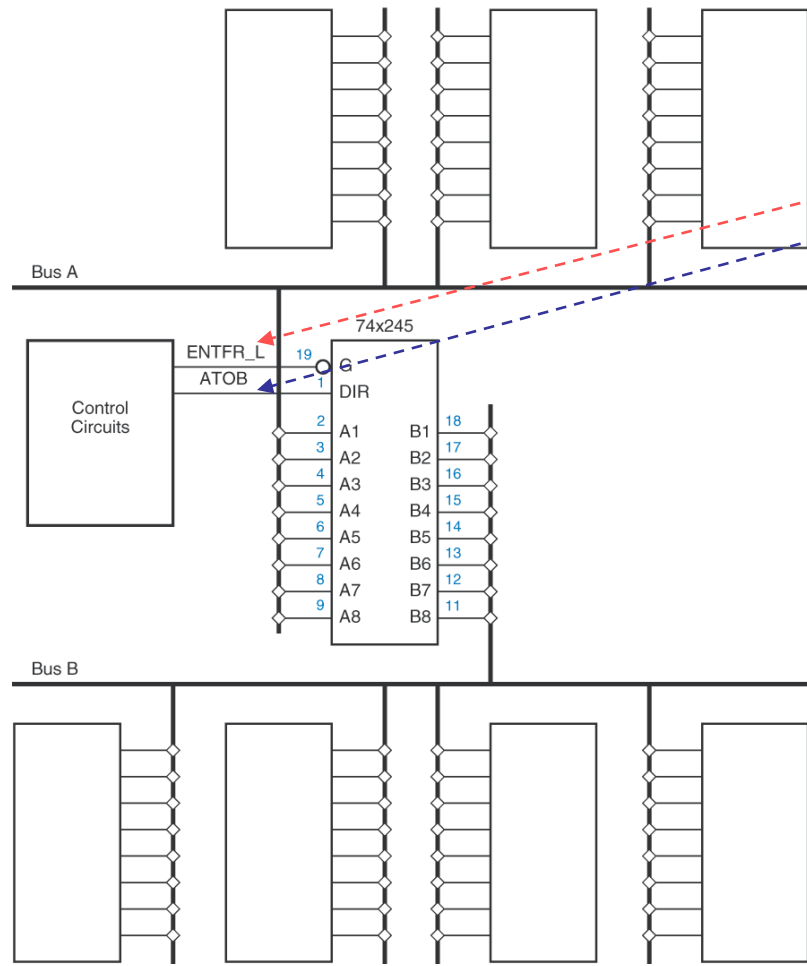 Bus A
74x245
ENTFR_L
19
G
ATOB
1
DIR
Control
Circuits
2 A1 B1 18
3 A2 B2 17
4 A3 B3 16
5 A4 B4 15
6 A5 B5 14
7 A6 B6 13
8 A7 B7 12
9 A8 B8 11
Bus B